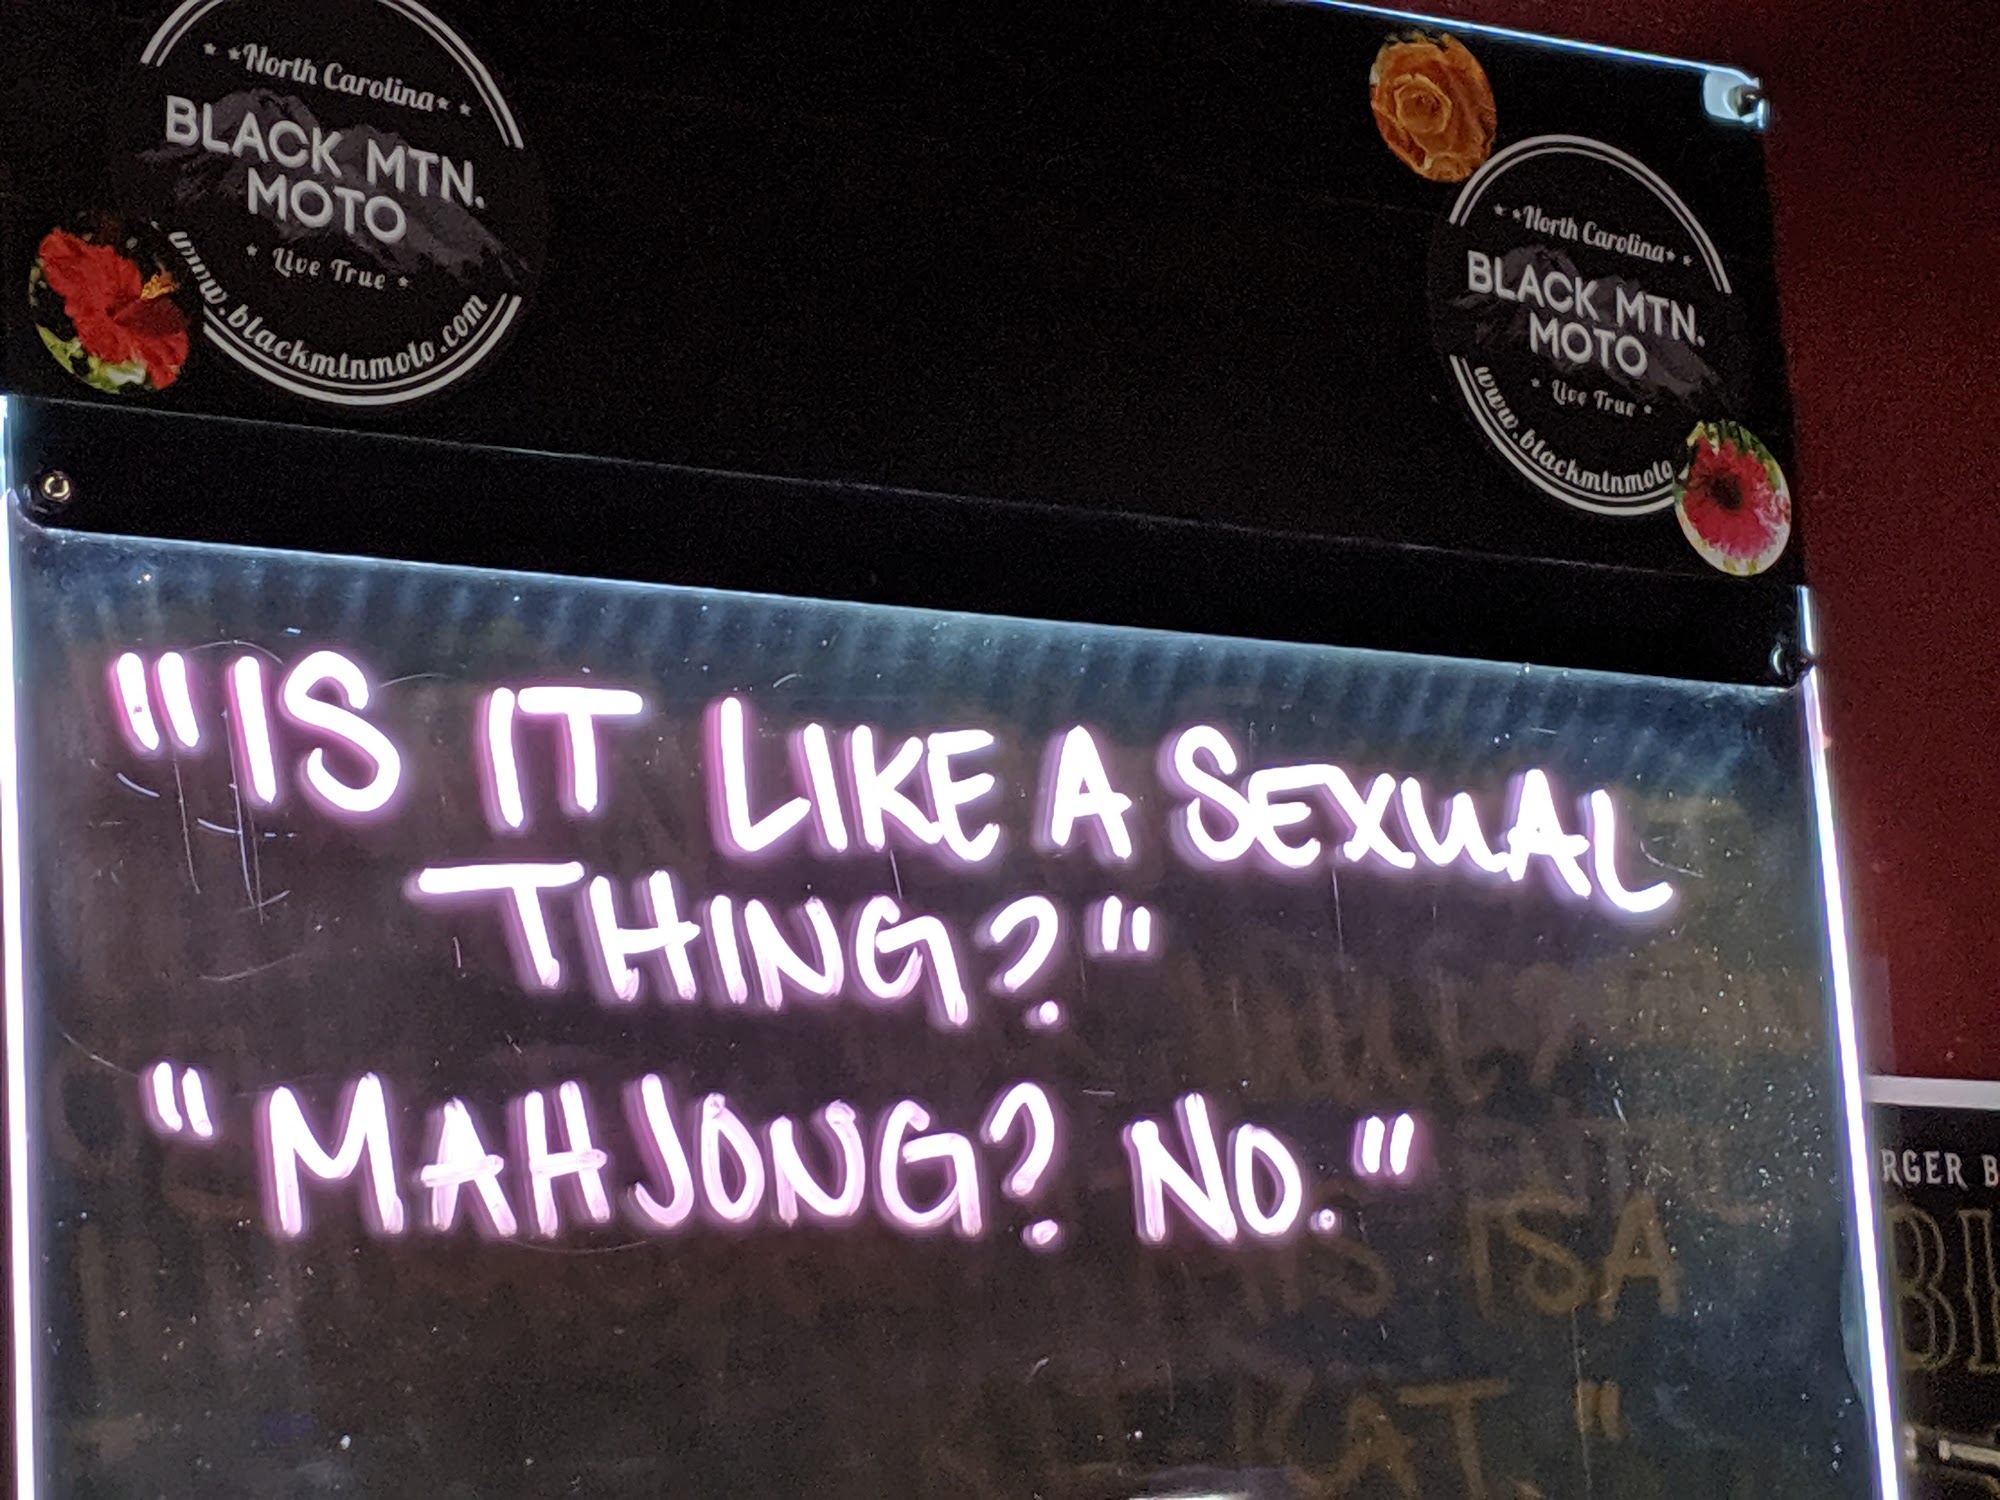 North Carolina
BLACK MTN.
MOTO
Live True
www.blackmtnmoto.com
North Carolina
BLACK MTN.
MOTO
Live True
www.blackmtnmoto
"IS IT LIKE A SEXUAL
THING?"
"MAHJONG? NO."
RGER B